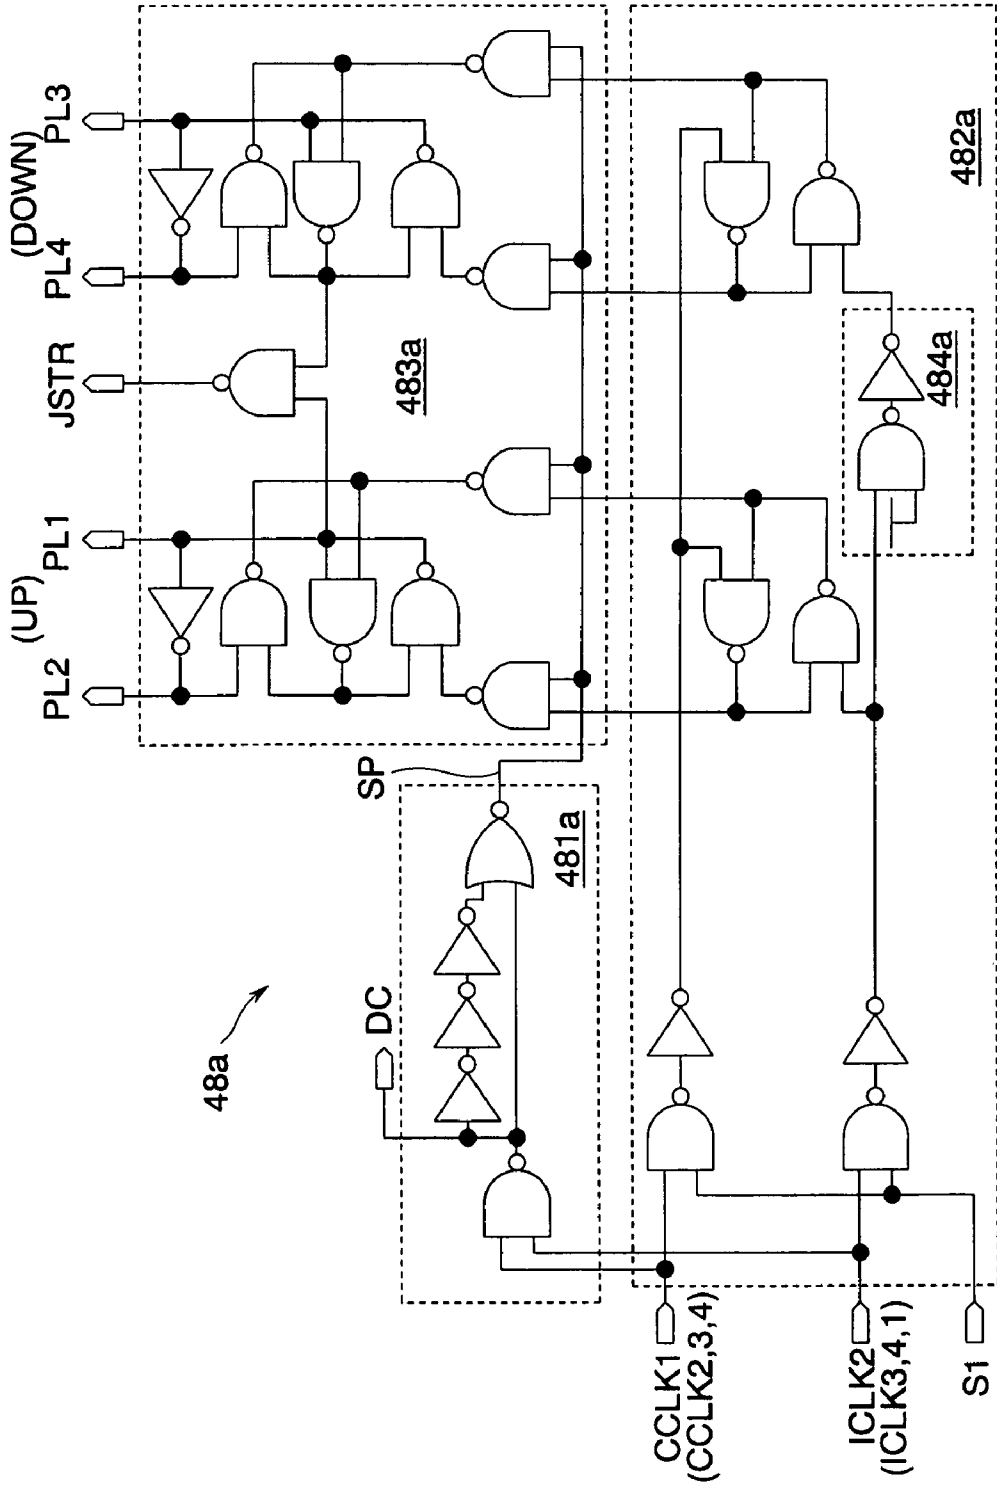 (UP)
(DOWN)
PL2
PL1
JSTR
PL4
PL3
483a
SP
48a
DC
481a
482a
484a
CCLK1
(CCLK2,3,4)
ICLK2
(ICLK3,4,1)
S1